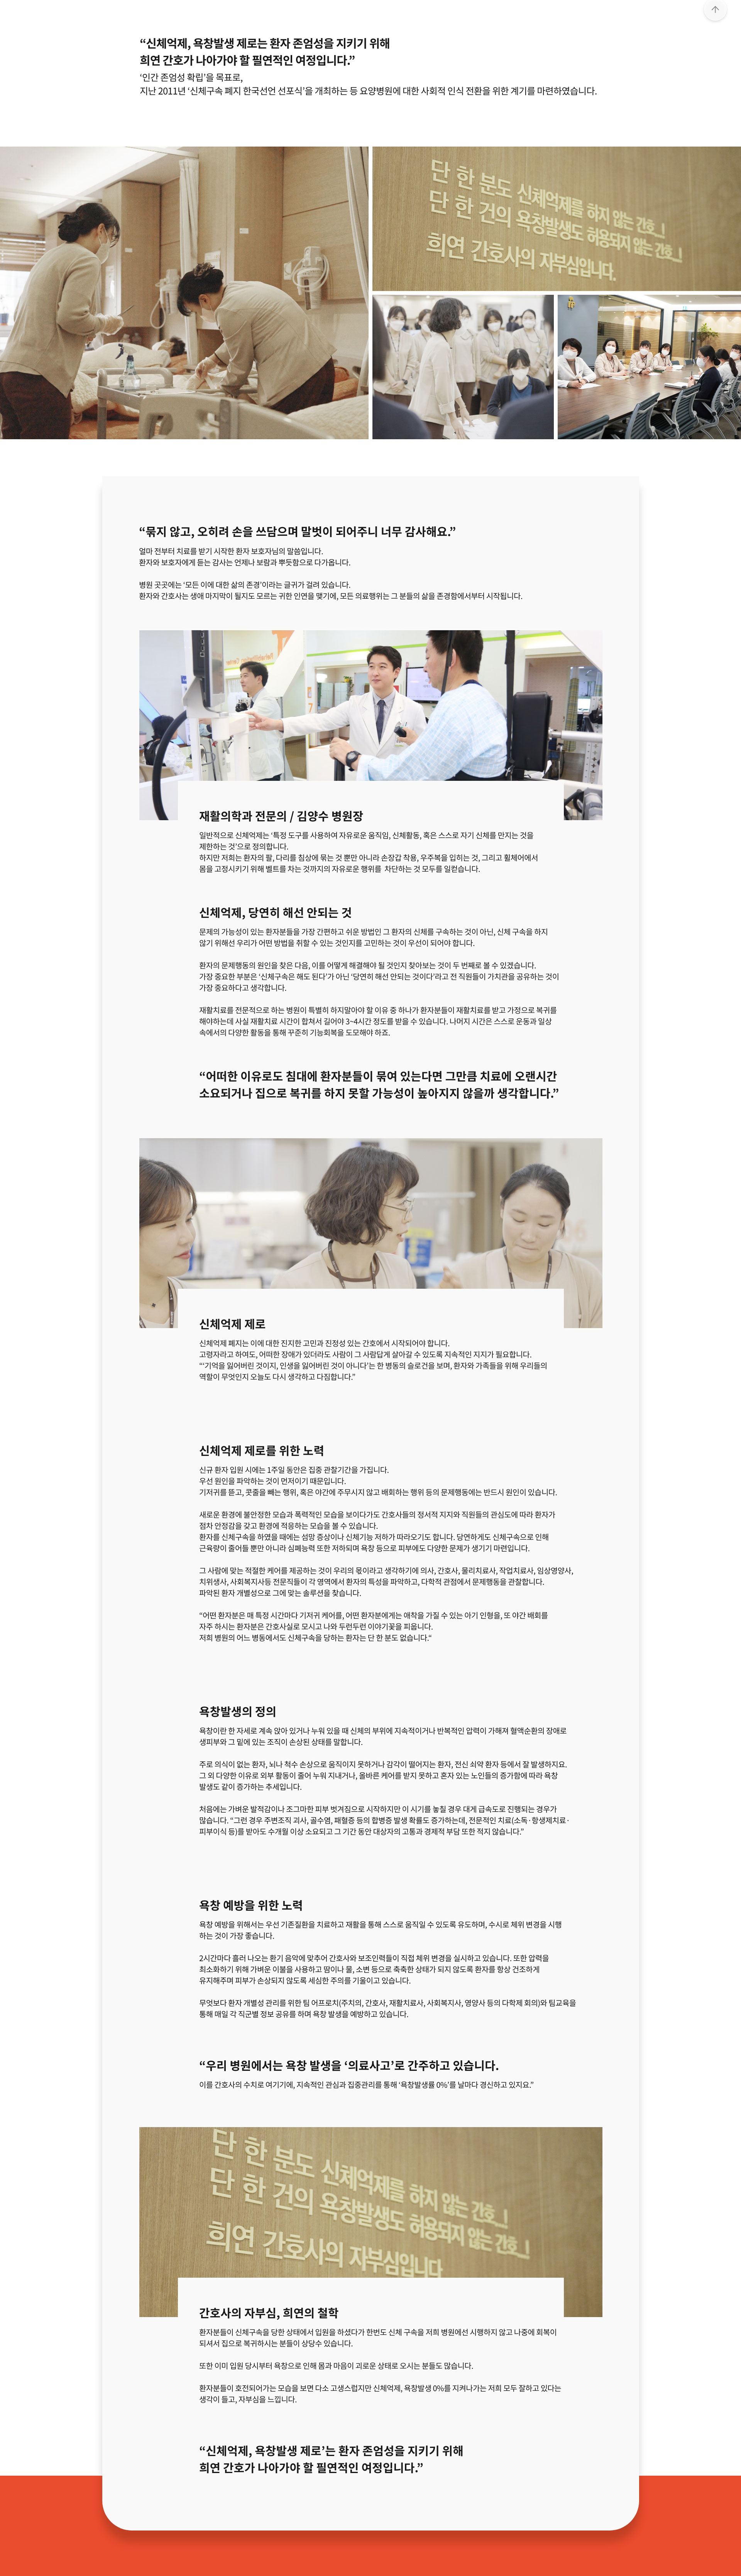 “신체억제, 욕창발생 제로는 환자 존엄성을 지키기 위해
희연 간호가 나아가야 할 필연적인 여정입니다.”
‘인간 존엄성 확립’을 목표로,
지난 2011년 ‘신체구속 폐지 한국선언 선포식’을 개최하는 등 요양병원에 대한 사회적 인식 전환을 위한 계기를 마련하였습니다.
단 한 분도 신체억제를 하지 않는 간호_!
단 한 건의 욕창발생도 허용되지 않는 간호_!
희연 간호사의 자부심입니다.
“묶지 않고, 오히려 손을 쓰담으며 말벗이 되어주니 너무 감사해요.”
얼마 전부터 치료를 받기 시작한 환자 보호자님의 말씀입니다.
환자와 보호자에게 듣는 감사는 언제나 보람과 뿌듯함으로 다가옵니다.
병원 곳곳에는 ‘모든 이에 대한 삶의 존경’이라는 글귀가 걸려 있습니다.
환자와 간호사는 생애 마지막이 될지도 모르는 귀한 인연을 맺기에, 모든 의료행위는 그 분들의 삶을 존경함에서부터 시작됩니다.
재활의학과 전문의 / 김양수 병원장
일반적으로 신체억제는 ‘특정 도구를 사용하여 자유로운 움직임, 신체활동, 혹은 스스로 자기 신체를 만지는 것을
제한하는 것’으로 정의합니다.
하지만 저희는 환자의 팔, 다리를 침상에 묶는 것 뿐만 아니라 손장갑 착용, 우주복을 입히는 것, 그리고 휠체어에서
몸을 고정시키기 위해 벨트를 차는 것까지의 자유로운 행위를 차단하는 것 모두를 일컫습니다.
신체억제, 당연히 해선 안되는 것
문제의 가능성이 있는 환자분들을 가장 간편하고 쉬운 방법인 그 환자의 신체를 구속하는 것이 아닌, 신체 구속을 하지
않기 위해선 우리가 어떤 방법을 취할 수 있는 것인지를 고민하는 것이 우선이 되어야 합니다.
환자의 문제행동의 원인을 찾은 다음, 이를 어떻게 해결해야 될 것인지 찾아보는 것이 두 번째로 볼 수 있겠습니다.
가장 중요한 부분은 ‘신체구속은 해도 된다’가 아닌 ‘당연히 해선 안되는 것이다’라고 전 직원들이 가치관을 공유하는 것이
가장 중요하다고 생각합니다.
재활치료를 전문적으로 하는 병원이 특별히 하지말아야 할 이유 중 하나가 환자분들이 재활치료를 받고 가정으로 복귀를
해야하는데 사실 재활치료 시간이 합쳐서 길어야 3~4시간 정도를 받을 수 있습니다. 나머지 시간은 스스로 운동과 일상
속에서의 다양한 활동을 통해 꾸준히 기능회복을 도모해야 하죠.
“어떠한 이유로도 침대에 환자분들이 묶여 있는다면 그만큼 치료에 오랜시간
소요되거나 집으로 복귀를 하지 못할 가능성이 높아지지 않을까 생각합니다.”
신체억제 제로
신체억제 폐지는 이에 대한 진지한 고민과 진정성 있는 간호에서 시작되어야 합니다.
고령자라고 하여도, 어떠한 장애가 있더라도 사람이 그 사람답게 살아갈 수 있도록 지속적인 지지가 필요합니다.
“‘기억을 잃어버린 것이지, 인생을 잃어버린 것이 아니다’는 한 병동의 슬로건을 보며, 환자와 가족들을 위해 우리들의
역할이 무엇인지 오늘도 다시 생각하고 다짐합니다.”
신체억제 제로를 위한 노력
신규 환자 입원 시에는 1주일 동안은 집중 관찰기간을 가집니다.
우선 원인을 파악하는 것이 먼저이기 때문입니다.
기저귀를 뜯고, 콧줄을 빼는 행위, 혹은 야간에 주무시지 않고 배회하는 행위 등의 문제행동에는 반드시 원인이 있습니다.
새로운 환경에 불안정한 모습과 폭력적인 모습을 보이다가도 간호사들의 정서적 지지와 직원들의 관심도에 따라 환자가
점차 안정감을 갖고 환경에 적응하는 모습을 볼 수 있습니다.
환자를 신체구속을 하였을 때에는 섬망 증상이나 신체기능 저하가 따라오기도 합니다. 당연하게도 신체구속으로 인해
근육량이 줄어들 뿐만 아니라 심폐능력 또한 저하되며 욕창 등으로 피부에도 다양한 문제가 생기기 마련입니다.
그 사람에 맞는 적절한 케어를 제공하는 것이 우리의 몫이라고 생각하기에 의사, 간호사, 물리치료사, 작업치료사, 임상영양사,
치위생사, 사회복지사등 전문직들이 각 영역에서 환자의 특성을 파악하고, 다학적 관점에서 문제행동을 관찰합니다.
파악된 환자 개별성으로 그에 맞는 솔루션을 찾습니다.
“어떤 환자분은 매 특정 시간마다 기저귀 케어를, 어떤 환자분에게는 애착을 가질 수 있는 아기 인형을, 또 야간 배회를
자주 하시는 환자분은 간호사실로 모시고 나와 두런두런 이야기꽃을 피웁니다.
저희 병원의 어느 병동에서도 신체구속을 당하는 환자는 단 한 분도 없습니다.“
욕창발생의 정의
욕창이란 한 자세로 계속 앉아 있거나 누워 있을 때 신체의 부위에 지속적이거나 반복적인 압력이 가해져 혈액순환의 장애로
생피부와 그 밑에 있는 조직이 손상된 상태를 말합니다.
주로 의식이 없는 환자, 뇌나 척수 손상으로 움직이지 못하거나 감각이 떨어지는 환자, 전신 쇠약 환자 등에서 잘 발생하지요.
그 외 다양한 이유로 외부 활동이 줄어 누워 지내거나, 올바른 케어를 받지 못하고 혼자 있는 노인들의 증가함에 따라 욕창
발생도 같이 증가하는 추세입니다.
처음에는 가벼운 발적감이나 조그마한 피부 벗겨짐으로 시작하지만 이 시기를 놓칠 경우 대게 급속도로 진행되는 경우가
많습니다. “그런 경우 주변조직 괴사, 골수염, 패혈증 등의 합병증 발생 확률도 증가하는데, 전문적인 치료(소독·항생제치료·
피부이식 등)를 받아도 수개월 이상 소요되고 그 기간 동안 대상자의 고통과 경제적 부담 또한 적지 않습니다.”
욕창 예방을 위한 노력
욕창 예방을 위해서는 우선 기존질환을 치료하고 재활을 통해 스스로 움직일 수 있도록 유도하며, 수시로 체위 변경을 시행
하는 것이 가장 좋습니다.
2시간마다 흘러 나오는 환기 음악에 맞추어 간호사와 보조인력들이 직접 체위 변경을 실시하고 있습니다. 또한 압력을
최소화하기 위해 가벼운 이불을 사용하고 땀이나 물, 소변 등으로 축축한 상태가 되지 않도록 환자를 항상 건조하게
유지해주며 피부가 손상되지 않도록 세심한 주의를 기울이고 있습니다.
무엇보다 환자 개별성 관리를 위한 팀 어프로치(주치의, 간호사, 재활치료사, 사회복지사, 영양사 등의 다학제 회의)와 팀교육을
통해 매일 각 직군별 정보 공유를 하며 욕창 발생을 예방하고 있습니다.
“우리 병원에서는 욕창 발생을 ‘의료사고’로 간주하고 있습니다.
이를 간호사의 수치로 여기기에, 지속적인 관심과 집중관리를 통해 ‘욕창발생률 0%’를 날마다 경신하고 있지요.”
단 한 분도 신체억제를 하지 않는 간호_!
단 한 건의 욕창발생도 허용되지 않는 간호_!
희연 간호사의 자부심입니다
간호사의 자부심, 희연의 철학
환자분들이 신체구속을 당한 상태에서 입원을 하셨다가 한번도 신체 구속을 저희 병원에선 시행하지 않고 나중에 회복이
되셔서 집으로 복귀하시는 분들이 상당수 있습니다.
또한 이미 입원 당시부터 욕창으로 인해 몸과 마음이 괴로운 상태로 오시는 분들도 많습니다.
환자분들이 호전되어가는 모습을 보면 다소 고생스럽지만 신체억제, 욕창발생 0%를 지켜나가는 저희 모두 잘하고 있다는
생각이 들고, 자부심을 느낍니다.
“신체억제, 욕창발생 제로’는 환자 존엄성을 지키기 위해
희연 간호가 나아가야 할 필연적인 여정입니다.”